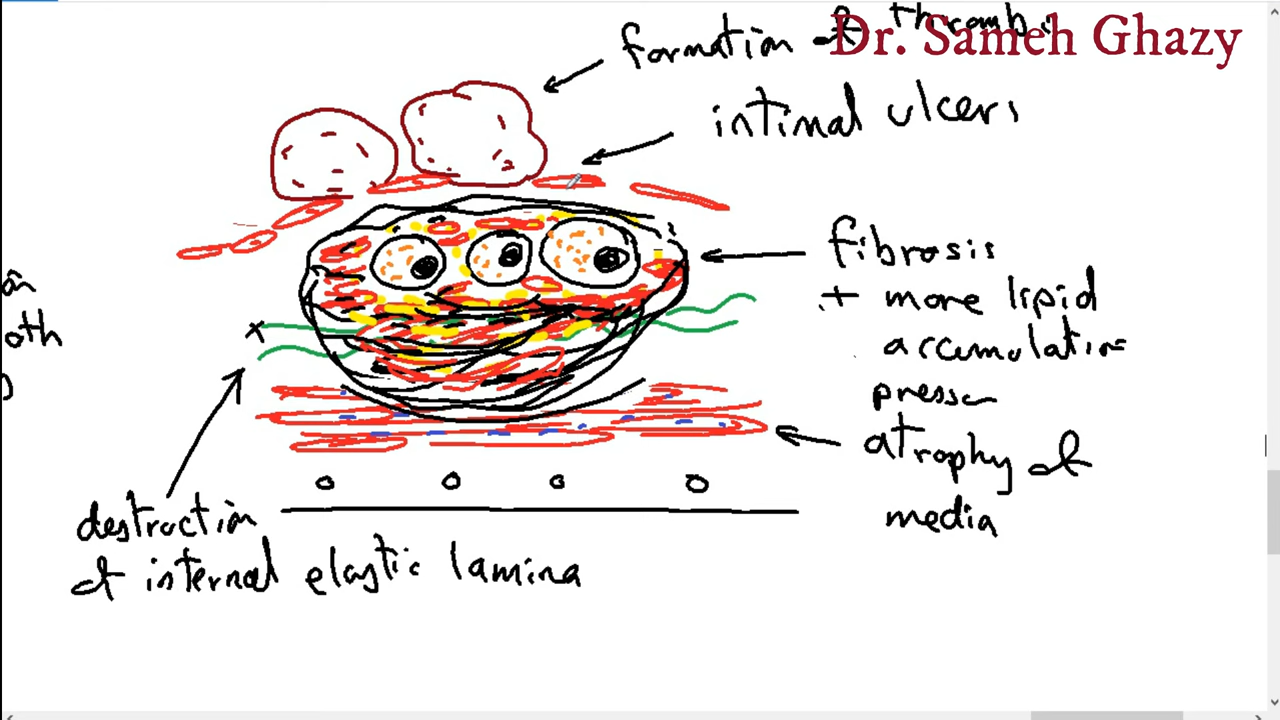 formation of thrombi
Dr. Sameh Ghazy
intimal ulcers
fibrosis
+ more lipid
accumulation
pressure
atrophy of
media
oth
x
destruction
of internal elastic lamina